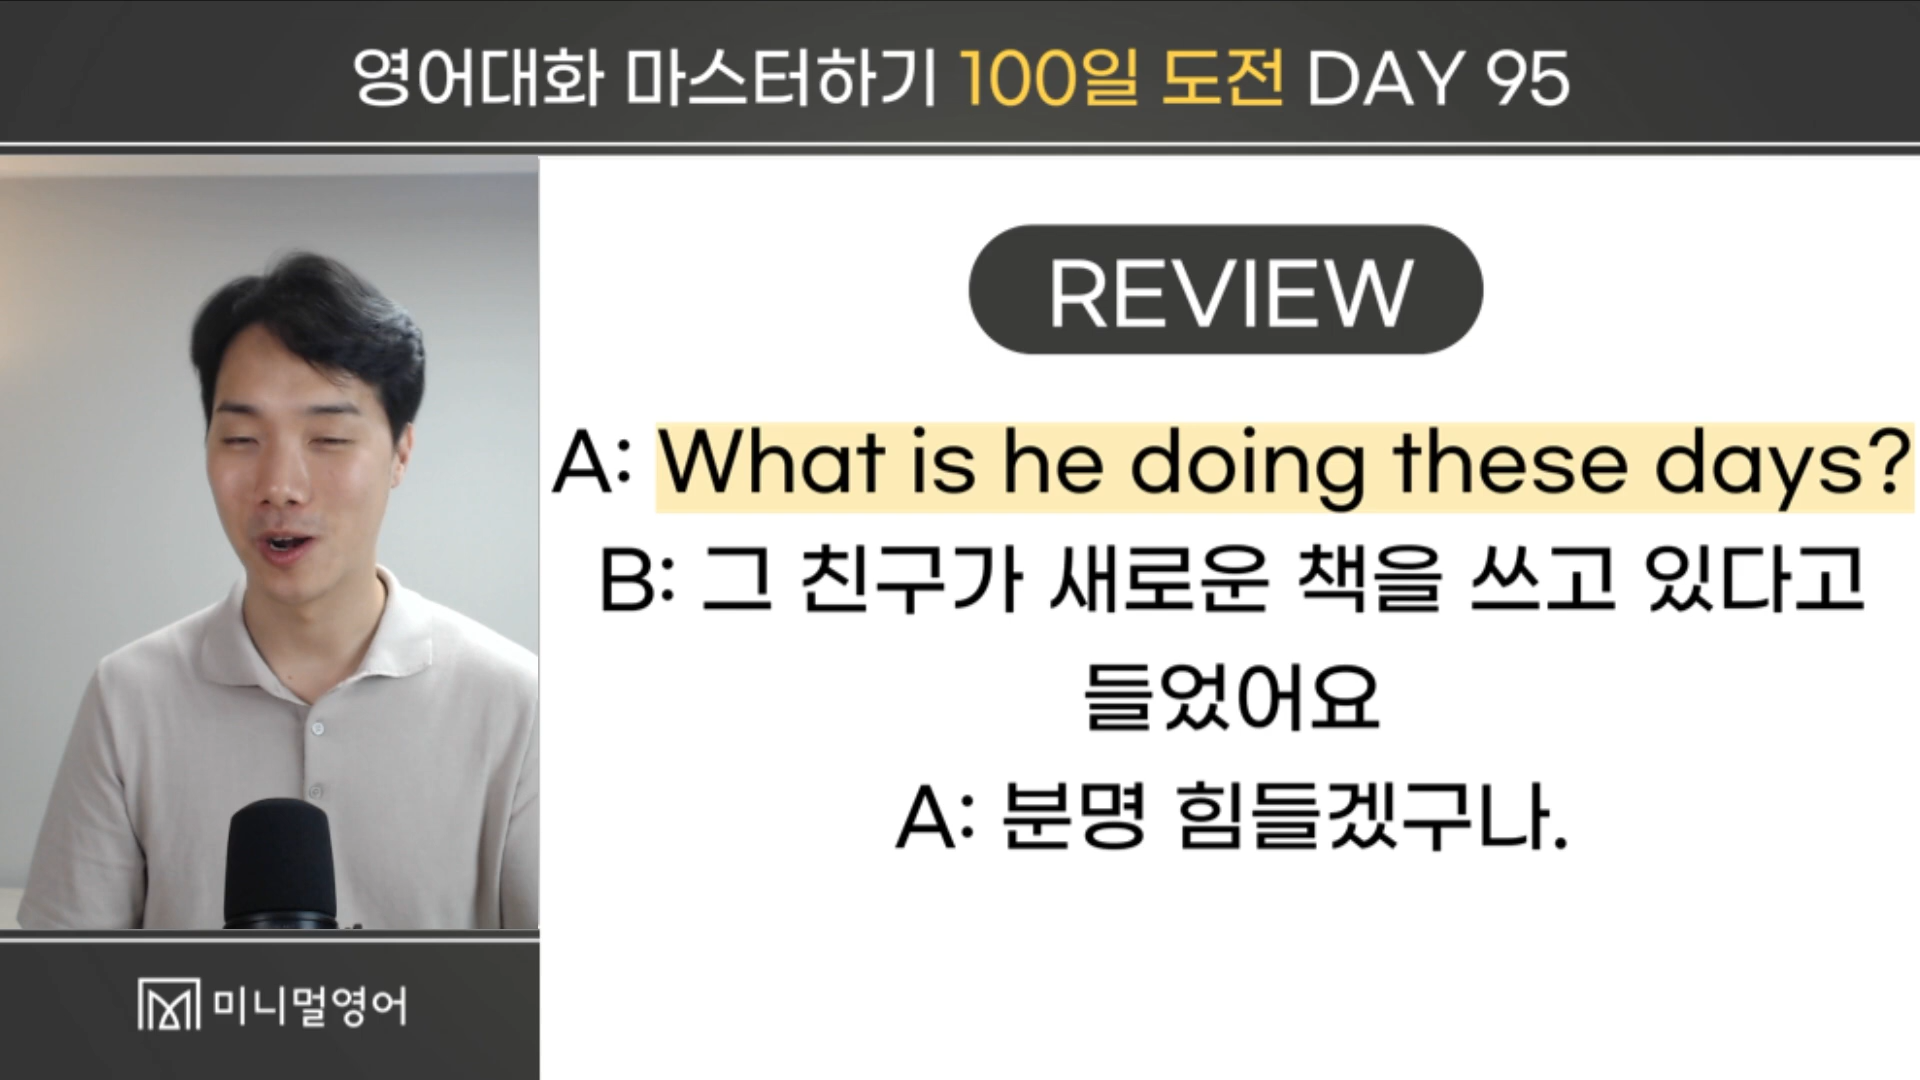 영어대화 마스터하기 100일 도전 DAY 95
REVIEW
A: What is he doing these days?
B: 그 친구가 새로운 책을 쓰고 있다고
들었어요
A: 분명 힘들겠구나.
미니멀영어